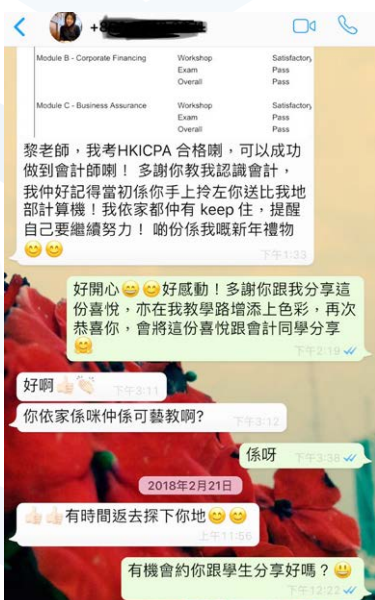 +8
Module B - Corporate Financing Workshop Satisfactory
Exam Pass
Overall Pass
Module C - Business Assurance Workshop Satisfactory
Exam Pass
Overall Pass
黎老師，我考HKICPA 合格喇，可以成功
做到會計師喇！ 多謝你教我認識會計，
我仲好記得當初係你手上拎左你送比我地
部計算機！我依家都仲有 keep 住，提醒
自己要繼續努力！ 啲份係我嘅新年禮物
😊😊
下午1:33
好開心😄😊好感動！多謝你跟我分享這
份喜悅，亦在我教學路增添上色彩，再次
恭喜你，會將這份喜悅跟會計同學分享
🤗
下午2:19
好啊👍🏻👏🏻
下午3:11
你依家係咪仲係可藝教啊?
下午3:12
係呀
下午3:38
2018年2月21日
👍🏻👍🏻有時間返去探下你地😊😊
上午11:56
有機會約你跟學生分享好嗎？😃
下午12:22